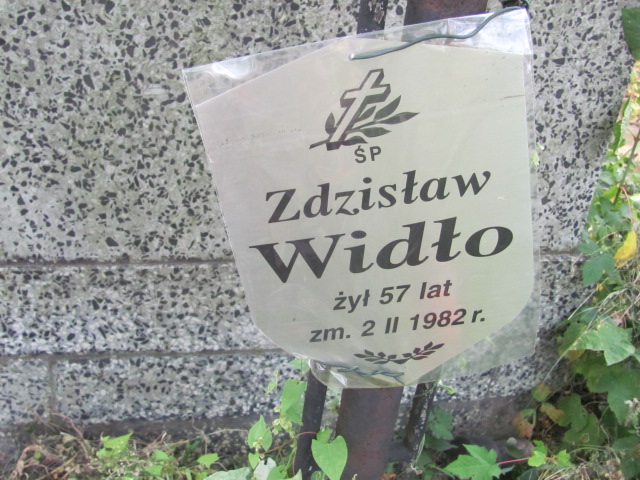 ŚP
Zdzisław
Widło
żył 57 lat
zm. 2 II 1982 r.